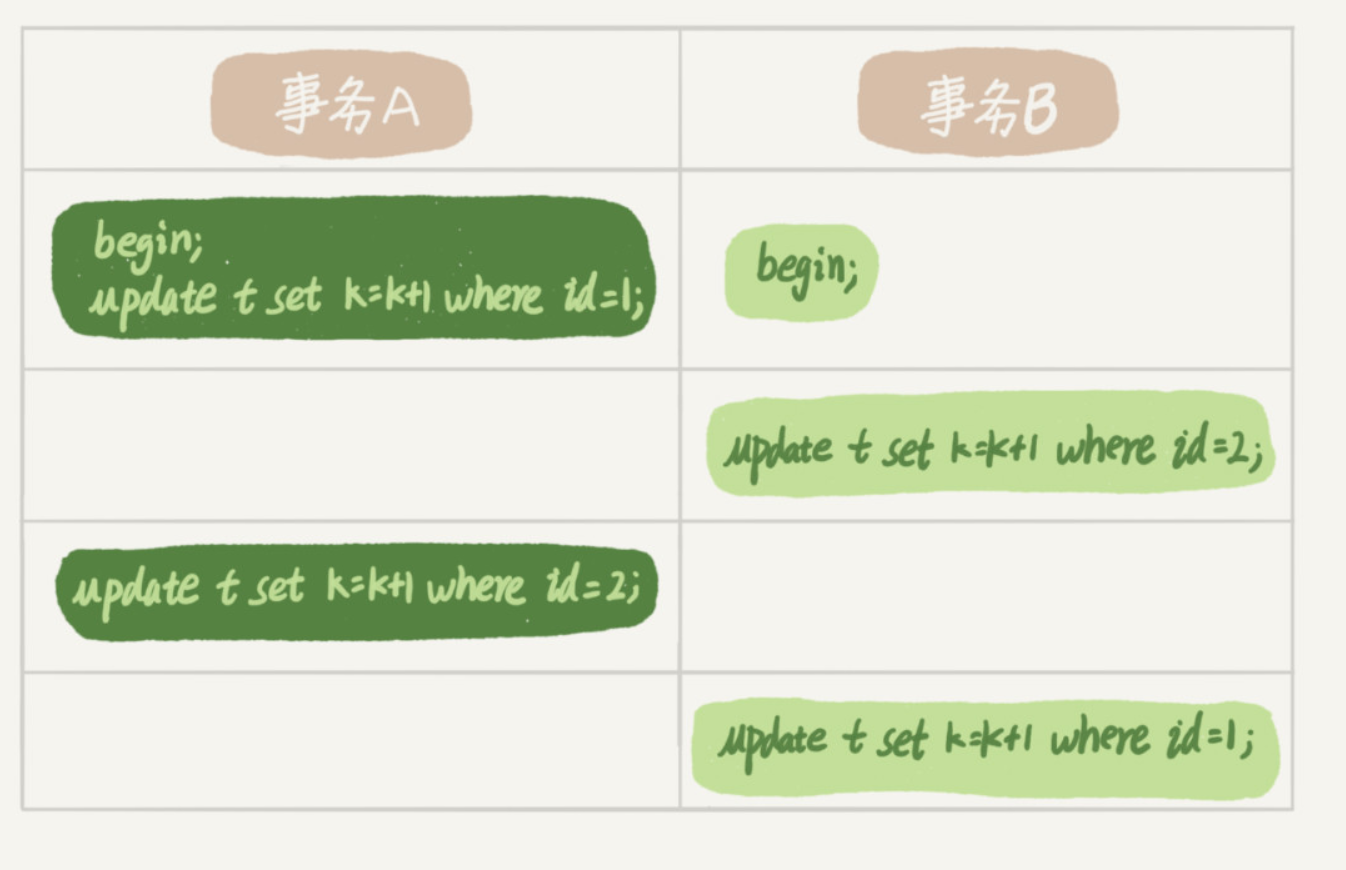 事务A
事务B
begin;
update t set k=k+1 where id=1;
begin;
update t set k=k+1 where id=2;
update t set k=k+1 where id=2;
update t set k=k+1 where id=1;